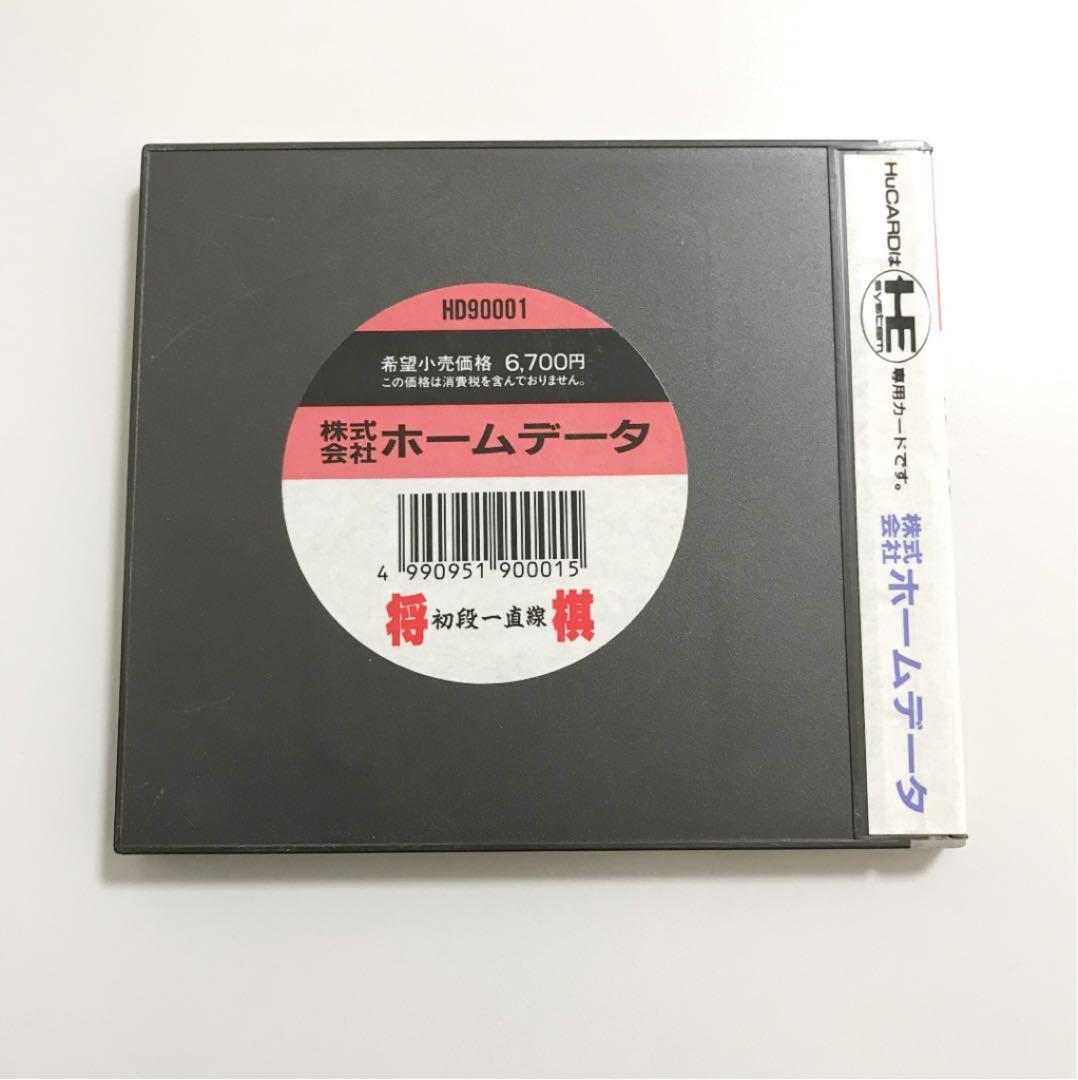 HD90001
希望小売価格 6,700円
この価格は消費税を含んでおりません。
株式会社 ホームデータ
4 990951 900015
将 初段一直線 棋
HuCARDは HE system 専用カードです。
株式会社 ホームデータ